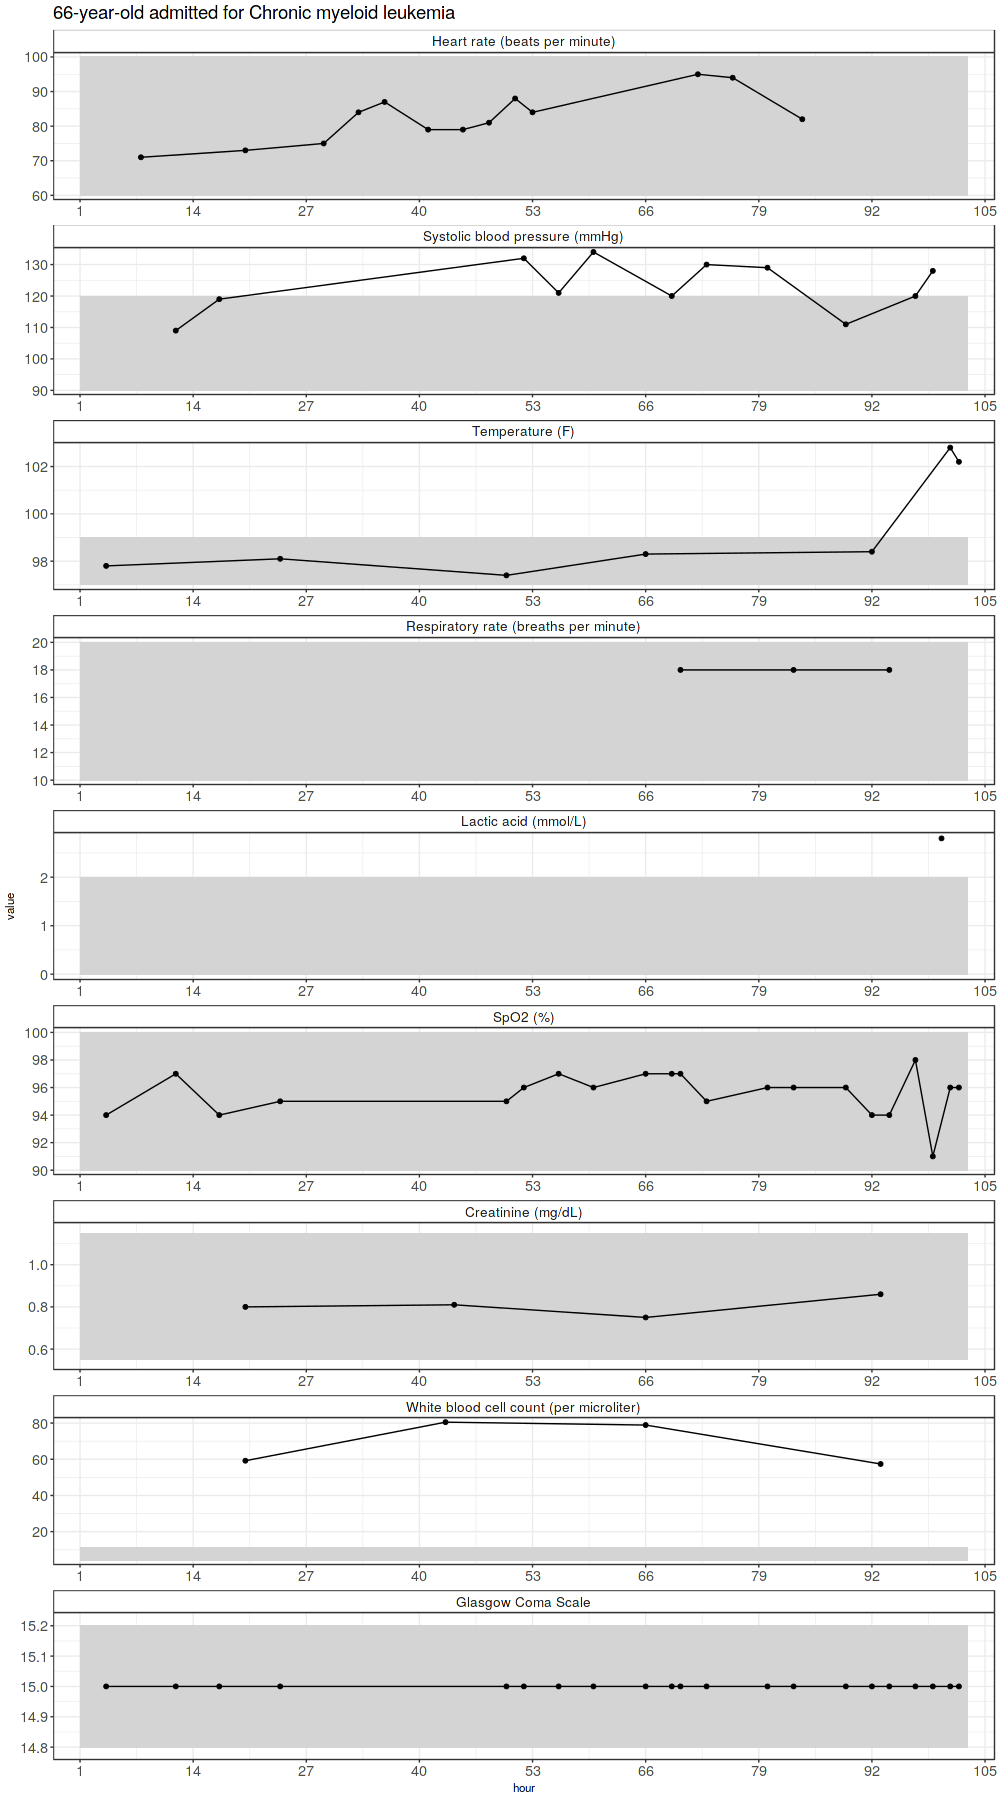 66-year-old admitted for Chronic myeloid leukemia
Heart rate (beats per minute)
100
90
80
70
60
1 14 27 40 53 66 79 92 105
Systolic blood pressure (mmHg)
130
120
110
100
90
1 14 27 40 53 66 79 92 105
Temperature (F)
102
100
98
1 14 27 40 53 66 79 92 105
Respiratory rate (breaths per minute)
20
18
16
14
12
10
1 14 27 40 53 66 79 92 105
Lactic acid (mmol/L)
2
1
0
1 14 27 40 53 66 79 92 105
value
SpO2 (%)
100
98
96
94
92
90
1 14 27 40 53 66 79 92 105
Creatinine (mg/dL)
1.0
0.8
0.6
1 14 27 40 53 66 79 92 105
White blood cell count (per microliter)
80
60
40
20
1 14 27 40 53 66 79 92 105
Glasgow Coma Scale
15.2
15.1
15.0
14.9
14.8
1 14 27 40 53 66 79 92 105
hour